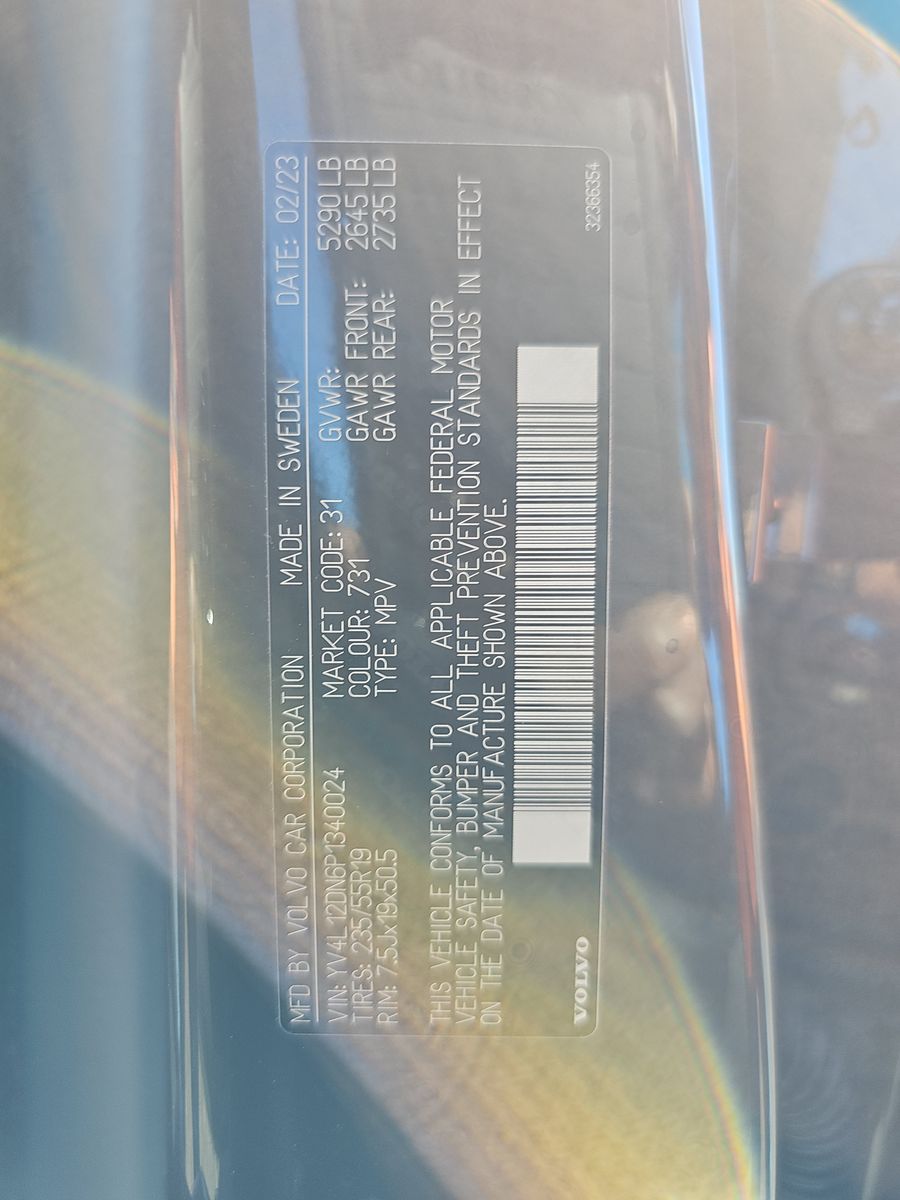 MFD BY VOLVO CAR CORPORATION MADE IN SWEDEN DATE: 02/23
VIN: YV4L12DN6P1340024 MARKET CODE: 31 GVWR: 5290 LB
TIRES: 235/55R19 COLOUR: 731 GAWR FRONT: 2645 LB
RIM: 7.5Jx19x50.5 TYPE: MPV GAWR REAR: 2735 LB
THIS VEHICLE CONFORMS TO ALL APPLICABLE FEDERAL MOTOR
VEHICLE SAFETY, BUMPER AND THEFT PREVENTION STANDARDS IN EFFECT
ON THE DATE OF MANUFACTURE SHOWN ABOVE.
VOLVO 32366354